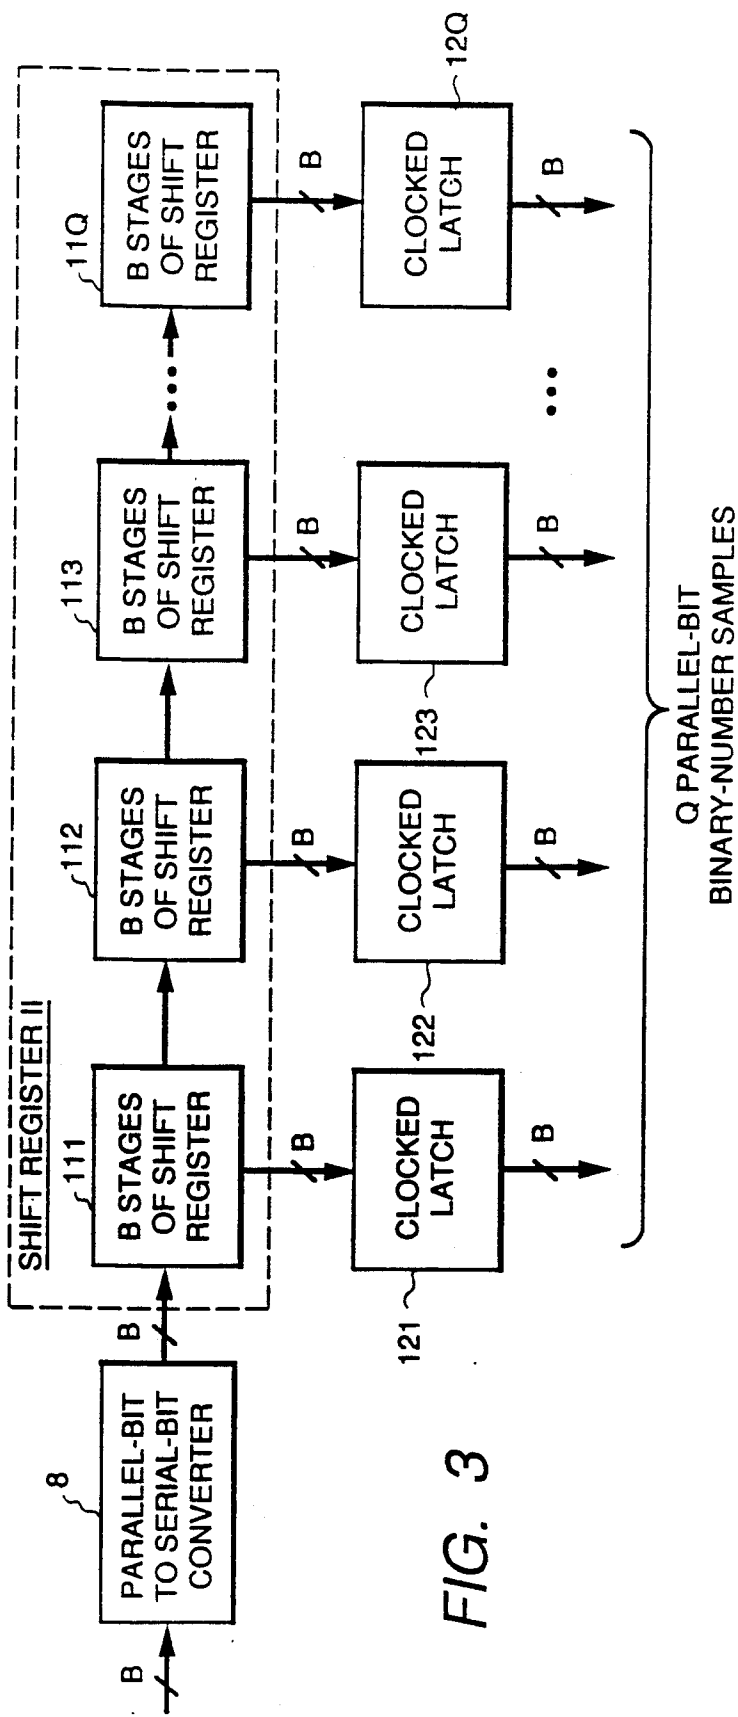 SHIFT REGISTER II
8
111
112
113
11Q
B
PARALLEL-BIT
TO SERIAL-BIT
CONVERTER
B
B STAGES
OF SHIFT
REGISTER
B STAGES
OF SHIFT
REGISTER
B STAGES
OF SHIFT
REGISTER
B STAGES
OF SHIFT
REGISTER
B
B
B
B
CLOCKED
LATCH
CLOCKED
LATCH
CLOCKED
LATCH
CLOCKED
LATCH
121
122
123
12Q
B
B
B
B
Q PARALLEL-BIT
BINARY-NUMBER SAMPLES
FIG. 3